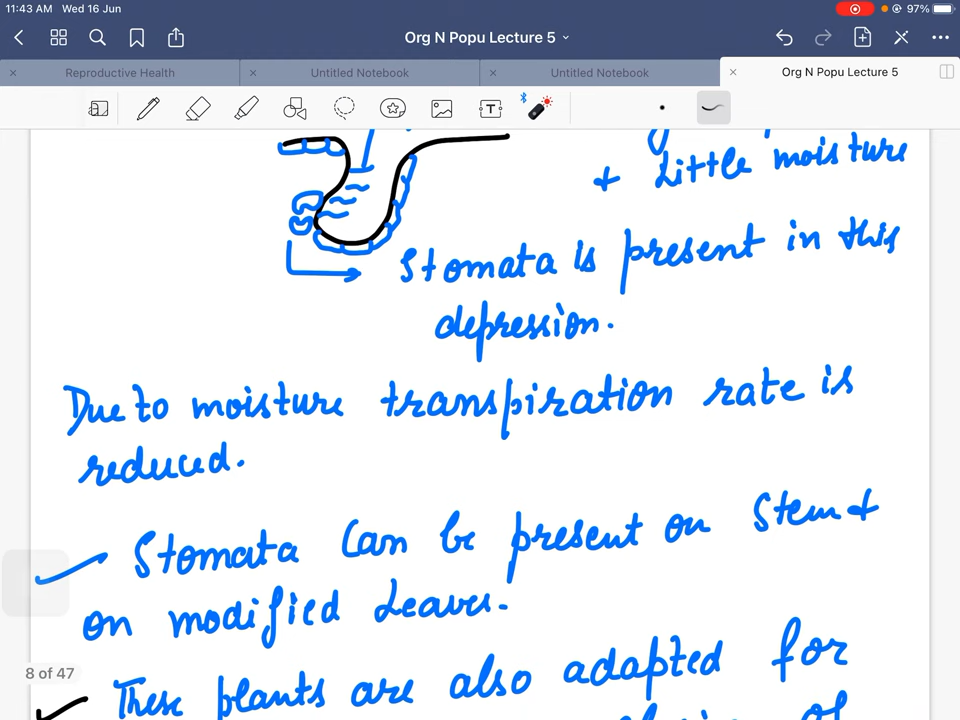 11:43 AM Wed 16 Jun
97%
Org N Popu Lecture 5
Reproductive Health
Untitled Notebook
Untitled Notebook
Org N Popu Lecture 5
+ Little moisture
Stomata is present in this
depression.
Due to moisture transpiration rate is
reduced.
Stomata can be present on Stem +
on modified Leaves.
8 of 47
These plants are also adapted for
of